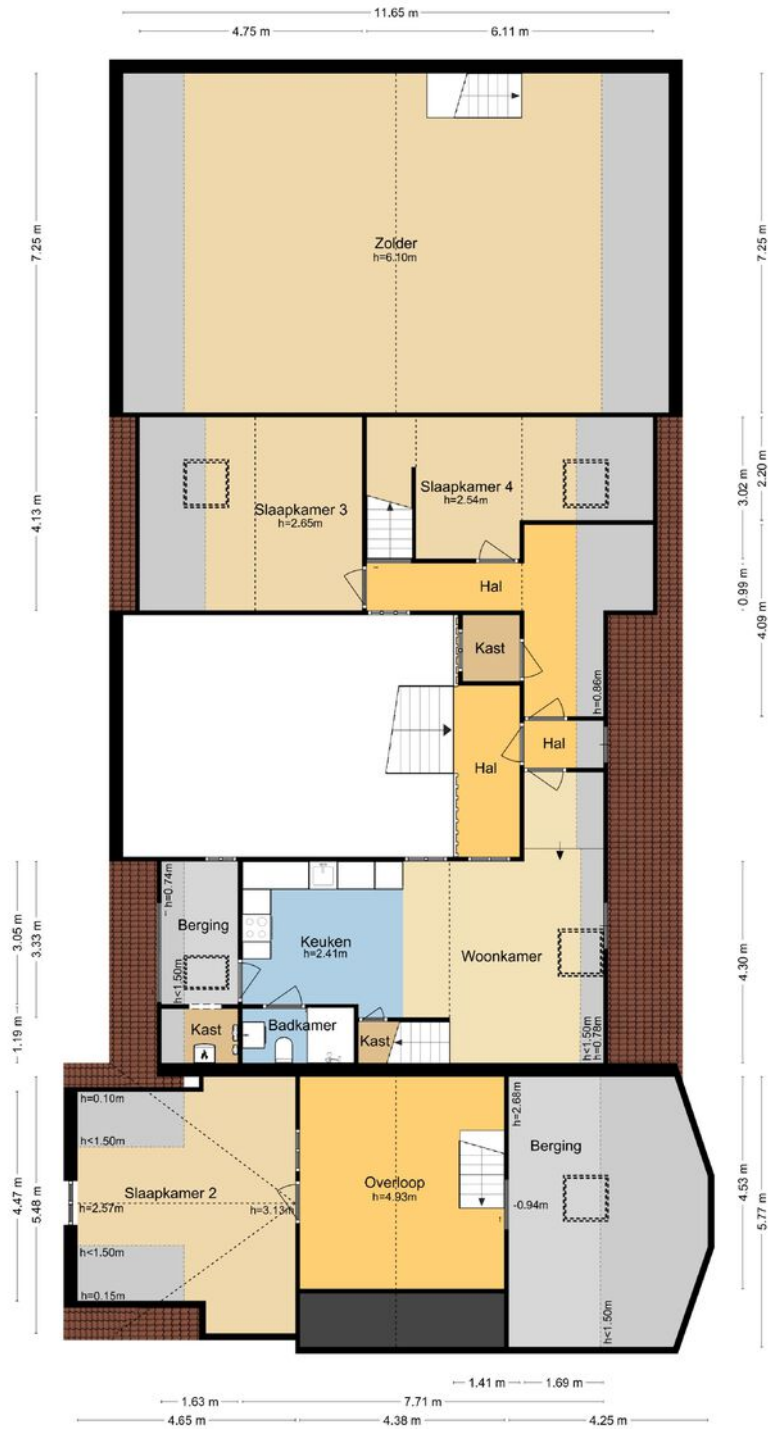 11.65 m
4.75 m
6.11 m
7.25 m
7.25 m
Zolder
h=6.10m
4.13 m
3.02 m
2.20 m
0.99 m
4.09 m
Slaapkamer 3
h=2.65m
Slaapkamer 4
h=2.54m
Hal
Kast
h=0.86m
Hal
Hal
3.05 m
3.33 m
1.19 m
4.30 m
h=0.74m
Berging
h<1.50m
Keuken
h=2.41m
Woonkamer
Kast
Badkamer
Kast
h<1.50m
h=0.78m
h=0.10m
h<1.50m
Slaapkamer 2
h=2.57m
h=3.13m
h<1.50m
h=0.15m
4.47 m
5.48 m
Overloop
h=4.93m
h=2.68m
Berging
-0.94m
h<1.50m
4.53 m
5.77 m
1.41 m
1.69 m
1.63 m
7.71 m
4.65 m
4.38 m
4.25 m